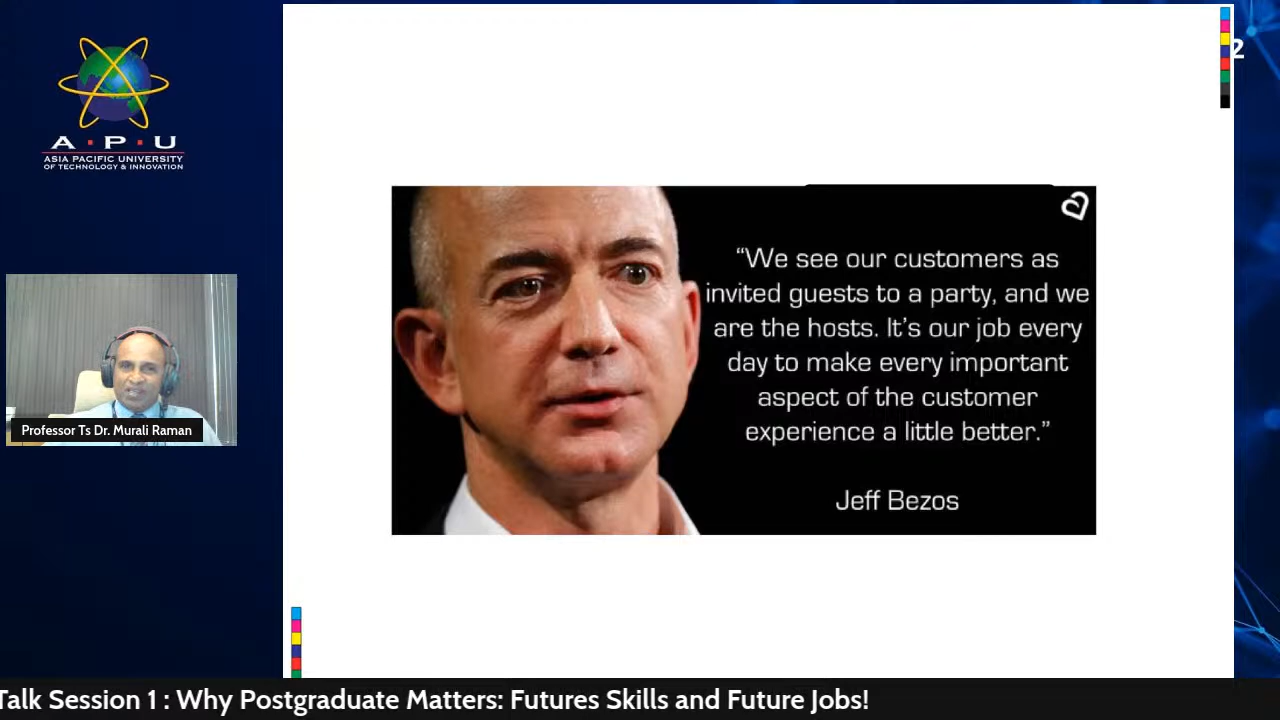 A·P·U
ASIA PACIFIC UNIVERSITY
OF TECHNOLOGY & INNOVATION
2
“We see our customers as
invited guests to a party, and we
are the hosts. It’s our job every
day to make every important
aspect of the customer
experience a little better.”
Jeff Bezos
Professor Ts Dr. Murali Raman
Talk Session 1 : Why Postgraduate Matters: Futures Skills and Future Jobs!